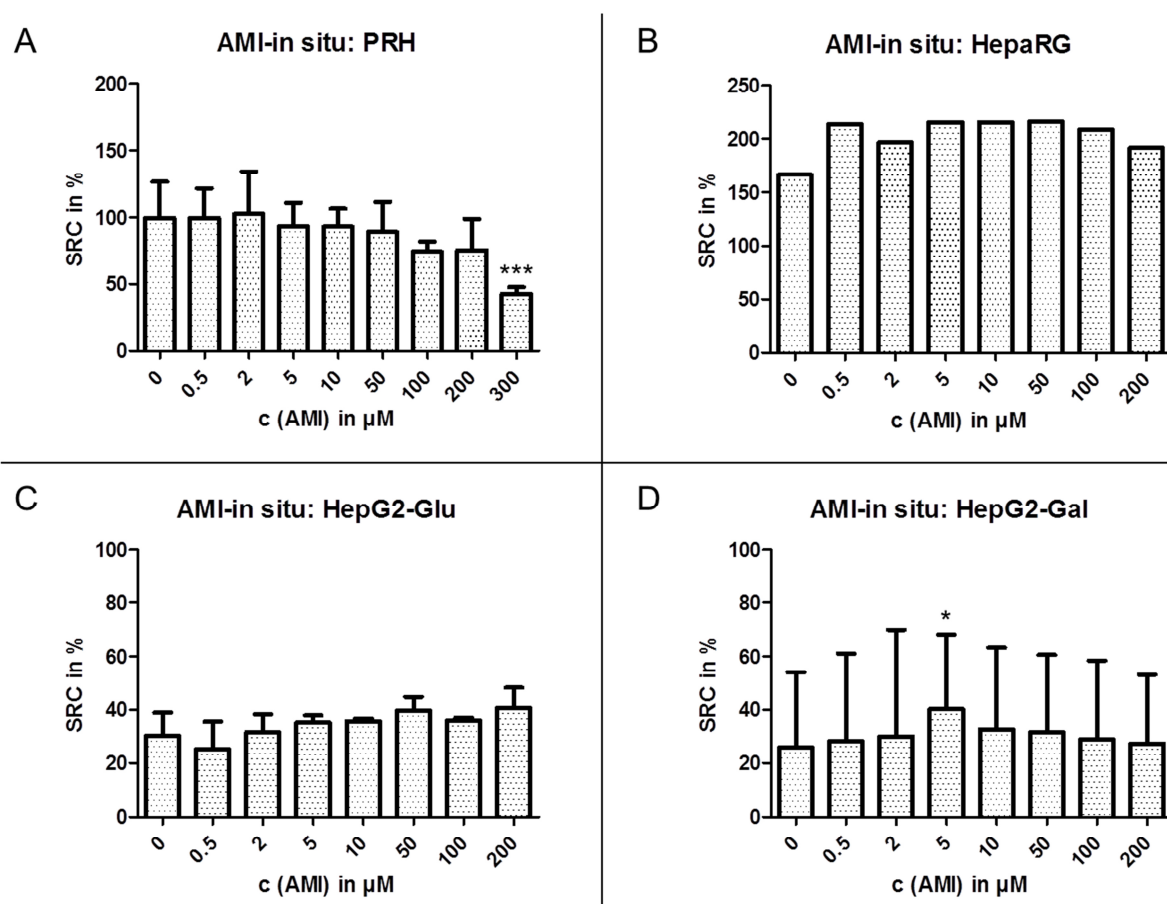 A
AMI-in situ: PRH
SRC in %
200
150
100
50
0
***
0 0.5 2 5 10 50 100 200 300
c (AMI) in µM
B
AMI-in situ: HepaRG
SRC in %
250
200
150
100
50
0
0 0.5 2 5 10 50 100 200
c (AMI) in µM
C
AMI-in situ: HepG2-Glu
SRC in %
100
80
60
40
20
0
0 0.5 2 5 10 50 100 200
c (AMI) in µM
D
AMI-in situ: HepG2-Gal
SRC in %
100
80
60
40
20
0
*
0 0.5 2 5 10 50 100 200
c (AMI) in µM